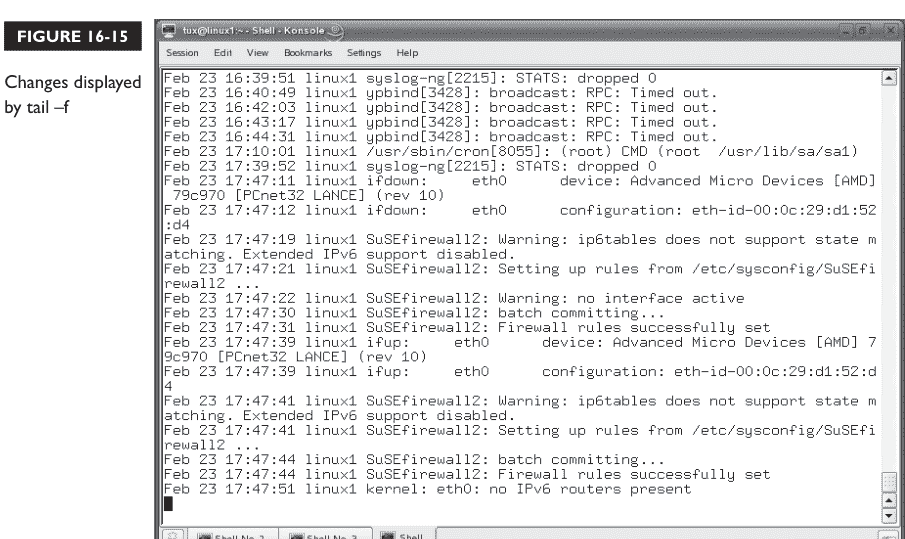 FIGURE 16-15
Changes displayed
by tail –f
tux@linux1:~ - Shell - Konsole
Session Edit View Bookmarks Settings Help
Feb 23 16:39:51 linux1 syslog-ng[2215]: STATS: dropped 0
Feb 23 16:40:49 linux1 ypbind[3428]: broadcast: RPC: Timed out.
Feb 23 16:42:03 linux1 ypbind[3428]: broadcast: RPC: Timed out.
Feb 23 16:43:17 linux1 ypbind[3428]: broadcast: RPC: Timed out.
Feb 23 16:44:31 linux1 ypbind[3428]: broadcast: RPC: Timed out.
Feb 23 17:10:01 linux1 /usr/sbin/cron[8055]: (root) CMD (root  /usr/lib/sa/sa1)
Feb 23 17:39:52 linux1 syslog-ng[2215]: STATS: dropped 0
Feb 23 17:47:11 linux1 ifdown:     eth0      device: Advanced Micro Devices [AMD]
 79c970 [PCnet32 LANCE] (rev 10)
Feb 23 17:47:12 linux1 ifdown:     eth0      configuration: eth-id-00:0c:29:d1:52
:d4
Feb 23 17:47:19 linux1 SuSEfirewall2: Warning: ip6tables does not support state m
atching. Extended IPv6 support disabled.
Feb 23 17:47:21 linux1 SuSEfirewall2: Setting up rules from /etc/sysconfig/SuSEfi
rewall2 ...
Feb 23 17:47:22 linux1 SuSEfirewall2: Warning: no interface active
Feb 23 17:47:30 linux1 SuSEfirewall2: batch committing...
Feb 23 17:47:31 linux1 SuSEfirewall2: Firewall rules successfully set
Feb 23 17:47:39 linux1 ifup:     eth0      device: Advanced Micro Devices [AMD] 7
9c970 [PCnet32 LANCE] (rev 10)
Feb 23 17:47:39 linux1 ifup:     eth0      configuration: eth-id-00:0c:29:d1:52:d
4
Feb 23 17:47:41 linux1 SuSEfirewall2: Warning: ip6tables does not support state m
atching. Extended IPv6 support disabled.
Feb 23 17:47:41 linux1 SuSEfirewall2: Setting up rules from /etc/sysconfig/SuSEfi
rewall2 ...
Feb 23 17:47:44 linux1 SuSEfirewall2: batch committing...
Feb 23 17:47:44 linux1 SuSEfirewall2: Firewall rules successfully set
Feb 23 17:47:51 linux1 kernel: eth0: no IPv6 routers present
Shell No. 2 Shell No. 3 Shell